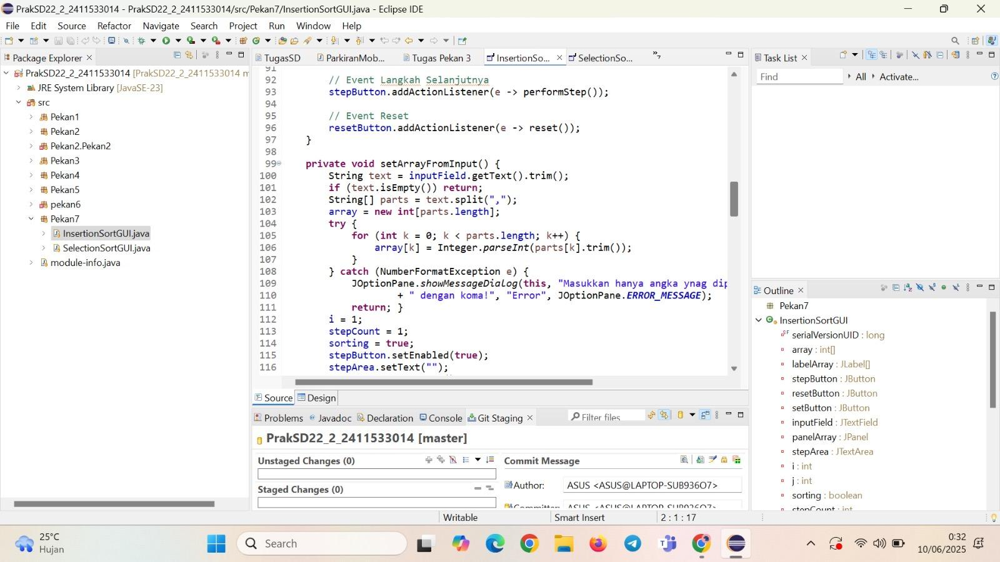 PrakSD22_2_2411533014 - PrakSD22_2_2411533014/src/Pekan7/InsertionSortGUI.java - Eclipse IDE
File Edit Source Refactor Navigate Search Project Run Window Help
Package Explorer
PrakSD22_2_2411533014 [PrakSD22_2_2411533014 m
JRE System Library [JavaSE-23]
src
Pekan1
Pekan2
Pekan2.Pekan2
Pekan3
Pekan4
Pekan5
pekan6
Pekan7
InsertionSortGUI.java
SelectionSortGUI.java
module-info.java
TugasSD ParkiranMob... Tugas Pekan 3 InsertionSo... SelectionSo... 7
91
92 // Event Langkah Selanjutnya
93 stepButton.addActionListener(e -> performStep());
94
95 // Event Reset
96 resetButton.addActionListener(e -> reset());
97 }
98
99 private void setArrayFromInput() {
100 String text = inputField.getText().trim();
101 if (text.isEmpty()) return;
102 String[] parts = text.split(",");
103 array = new int[parts.length];
104 try {
105 for (int k = 0; k < parts.length; k++) {
106 array[k] = Integer.parseInt(parts[k].trim());
107 }
108 } catch (NumberFormatException e) {
109 JOptionPane.showMessageDialog(this, "Masukkan hanya angka ynag dip
110 + " dengan koma!", "Error", JOptionPane.ERROR_MESSAGE);
111 return; }
112 i = 1;
113 stepCount = 1;
114 sorting = true;
115 stepButton.setEnabled(true);
116 stepArea.setText("");
Source Design
Problems Javadoc Declaration Console Git Staging Filter files
PrakSD22_2_2411533014 [master]
Unstaged Changes (0)
Staged Changes (0)
Commit Message
Author: ASUS <ASUS@LAPTOP-SUB936O7>
Committer: ASUS <ASUS@LAPTOP-SUB936O7>
Task List
Find All Activate...
Outline
Pekan7
InsertionSortGUI
serialVersionUID : long
array : int[]
labelArray : JLabel[]
stepButton : JButton
resetButton : JButton
setButton : JButton
inputField : JTextField
panelArray : JPanel
stepArea : JTextArea
i : int
j : int
sorting : boolean
stepCount : int
Writable Smart Insert 2 : 1 : 17
25°C
Hujan
Search
0:32
10/06/2025